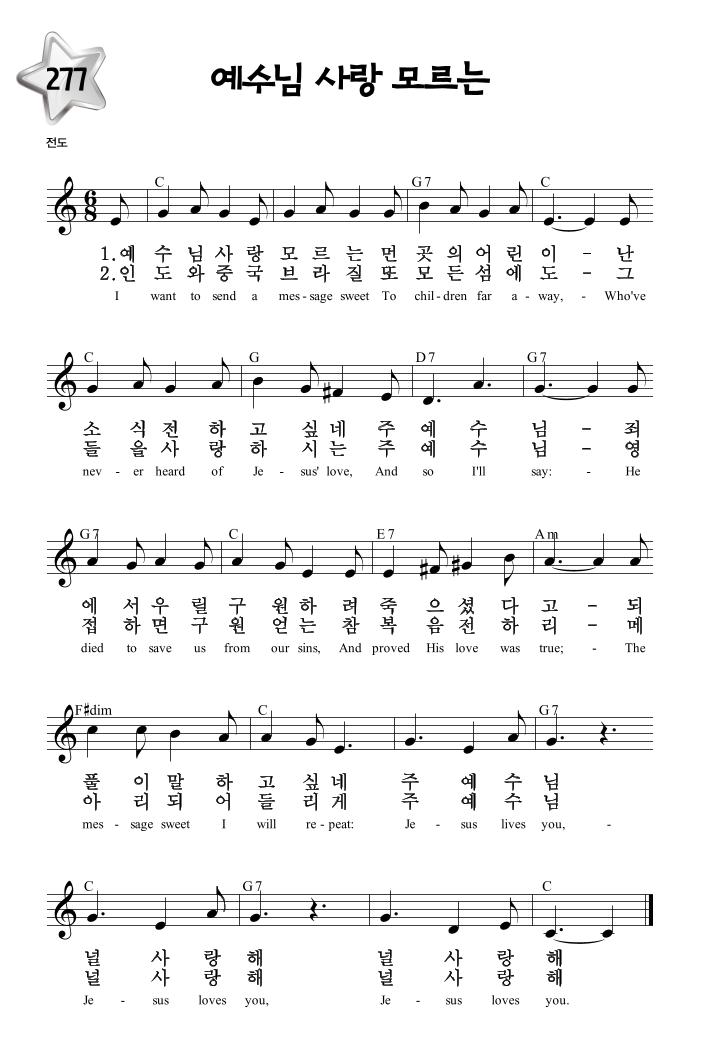 277
예수님 사랑 모르는
전도
C G7 C
1.예 수 님 사 랑 모 르 는 먼 곳 의 어 린 이 - 난
2.인 도 와 중 국 브 라 질 또 모 든 섬 에 도 - 그
I want to send a mes - sage sweet To chil - dren far a - way, - Who've
C G D7 G7
소 식 전 하 고 싶 네 주 예 수 님 - 죄
들 을 사 랑 하 시 는 주 예 수 님 - 영
nev - er heard of Je - sus' love, And so I'll say: - He
G7 C E7 Am
에 서 우 릴 구 원 하 려 죽 으 셨 다 고 - 되
접 하 면 구 원 얻 는 참 복 음 전 하 리 - 메
died to save us from our sins, And proved His love was true; - The
F#dim C G7
풀 이 말 하 고 싶 네 주 예 수 님
아 리 되 어 들 리 게 주 예 수 님
mes - sage sweet I will re - peat: Je - sus lives you, -
C G7 C
널 사 랑 해 널 사 랑 해
널 사 랑 해 널 사 랑 해
Je - sus loves you, Je - sus loves you.